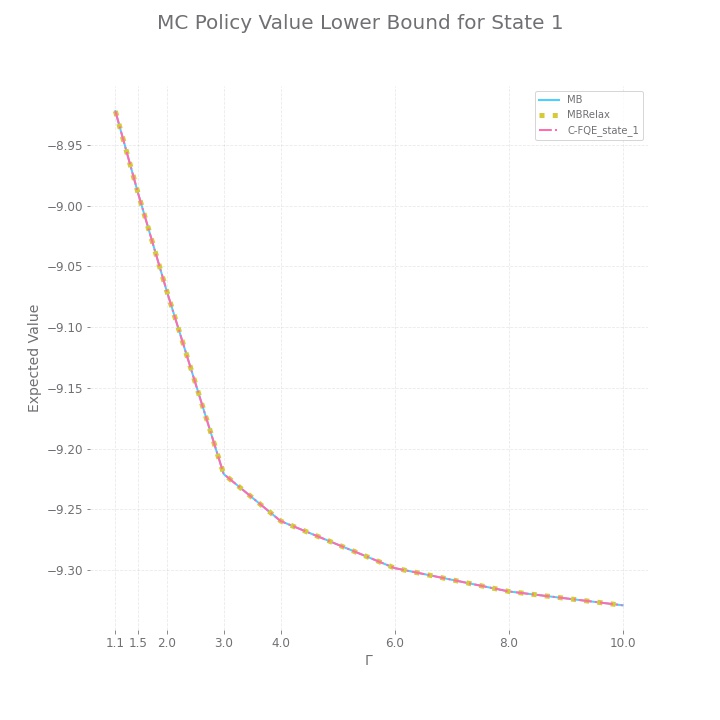 MC Policy Value Lower Bound for State 1
MB
MBRelax
C-FQE_state_1
Expected Value
−8.95
−9.00
−9.05
−9.10
−9.15
−9.20
−9.25
−9.30
1.1 1.5 2.0 3.0 4.0 6.0 8.0 10.0
Γ